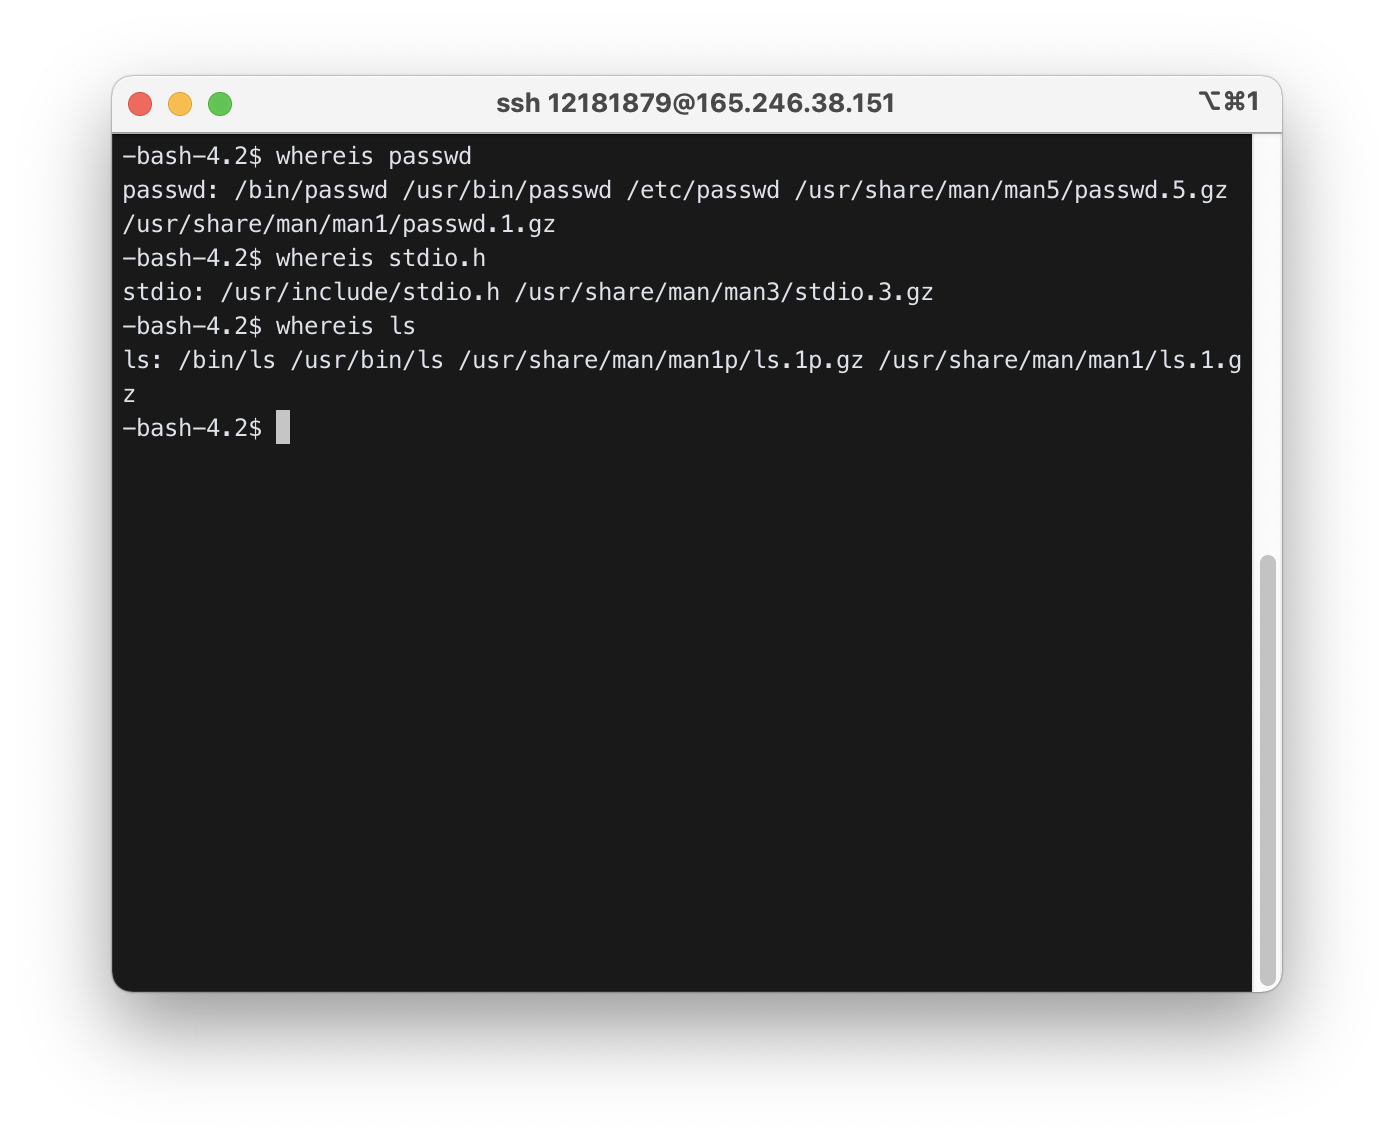 ssh 12181879@165.246.38.151
⌥⌘1
-bash-4.2$ whereis passwd
passwd: /bin/passwd /usr/bin/passwd /etc/passwd /usr/share/man/man5/passwd.5.gz
/usr/share/man/man1/passwd.1.gz
-bash-4.2$ whereis stdio.h
stdio: /usr/include/stdio.h /usr/share/man/man3/stdio.3.gz
-bash-4.2$ whereis ls
ls: /bin/ls /usr/bin/ls /usr/share/man/man1p/ls.1p.gz /usr/share/man/man1/ls.1.g
z
-bash-4.2$